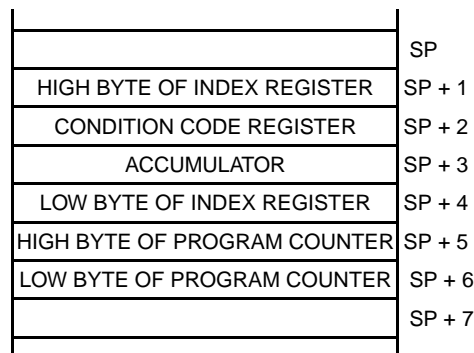 SP
HIGH BYTE OF INDEX REGISTER SP + 1
CONDITION CODE REGISTER SP + 2
ACCUMULATOR SP + 3
LOW BYTE OF INDEX REGISTER SP + 4
HIGH BYTE OF PROGRAM COUNTER SP + 5
LOW BYTE OF PROGRAM COUNTER SP + 6
SP + 7